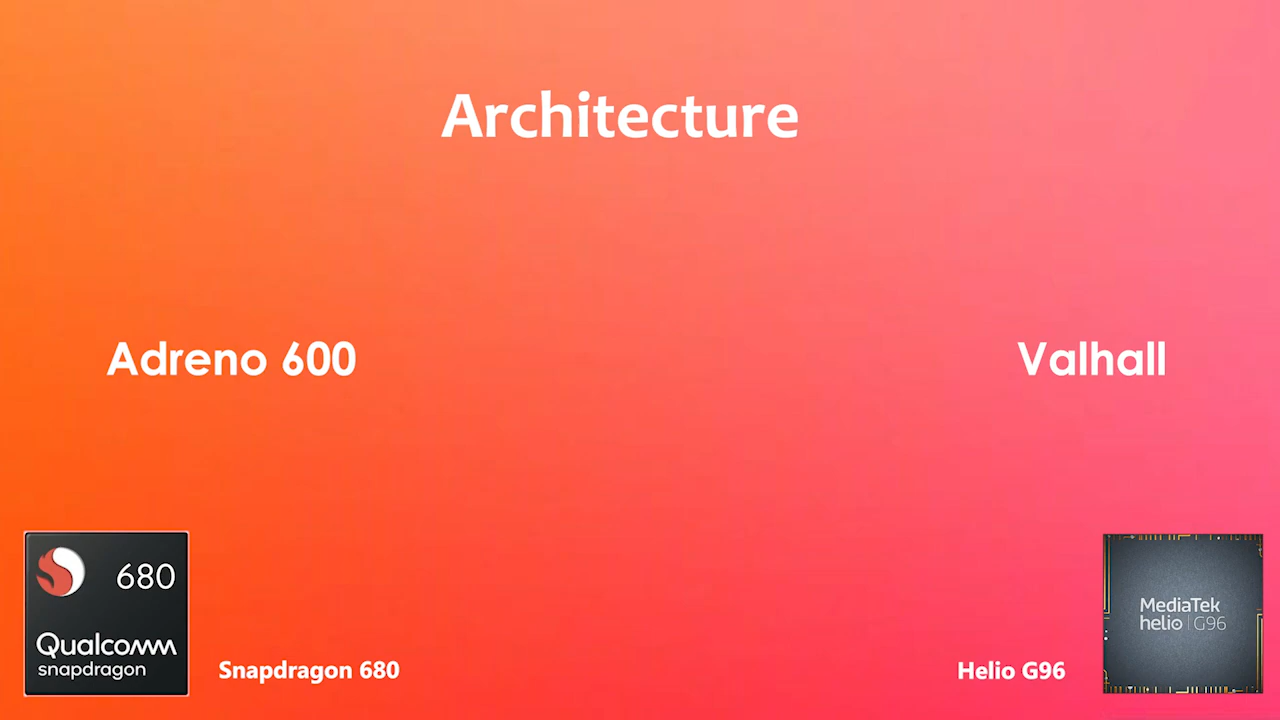 Architecture
Adreno 600
Valhall
680
Qualcomm
snapdragon
Snapdragon 680
Helio G96
MediaTek
helio | G96